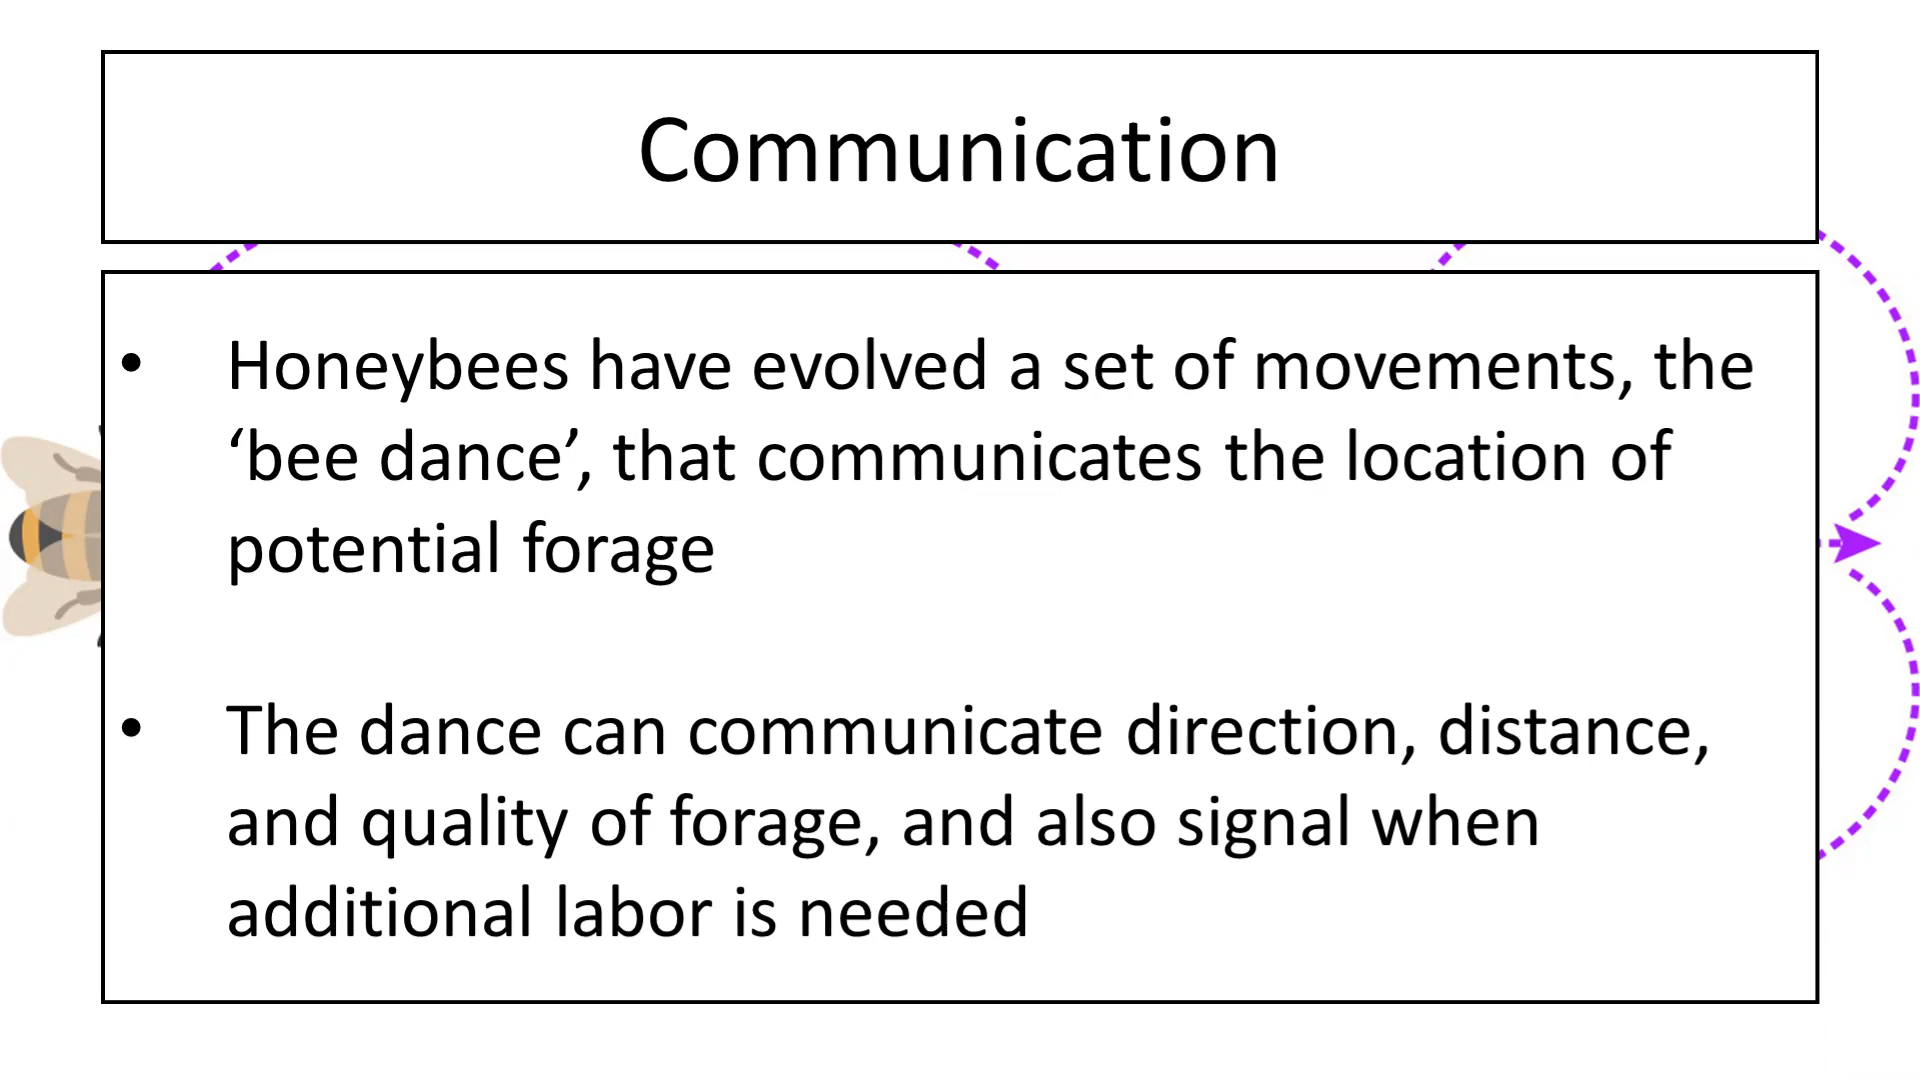 Communication
• Honeybees have evolved a set of movements, the
‘bee dance’, that communicates the location of
potential forage
• The dance can communicate direction, distance,
and quality of forage, and also signal when
additional labor is needed